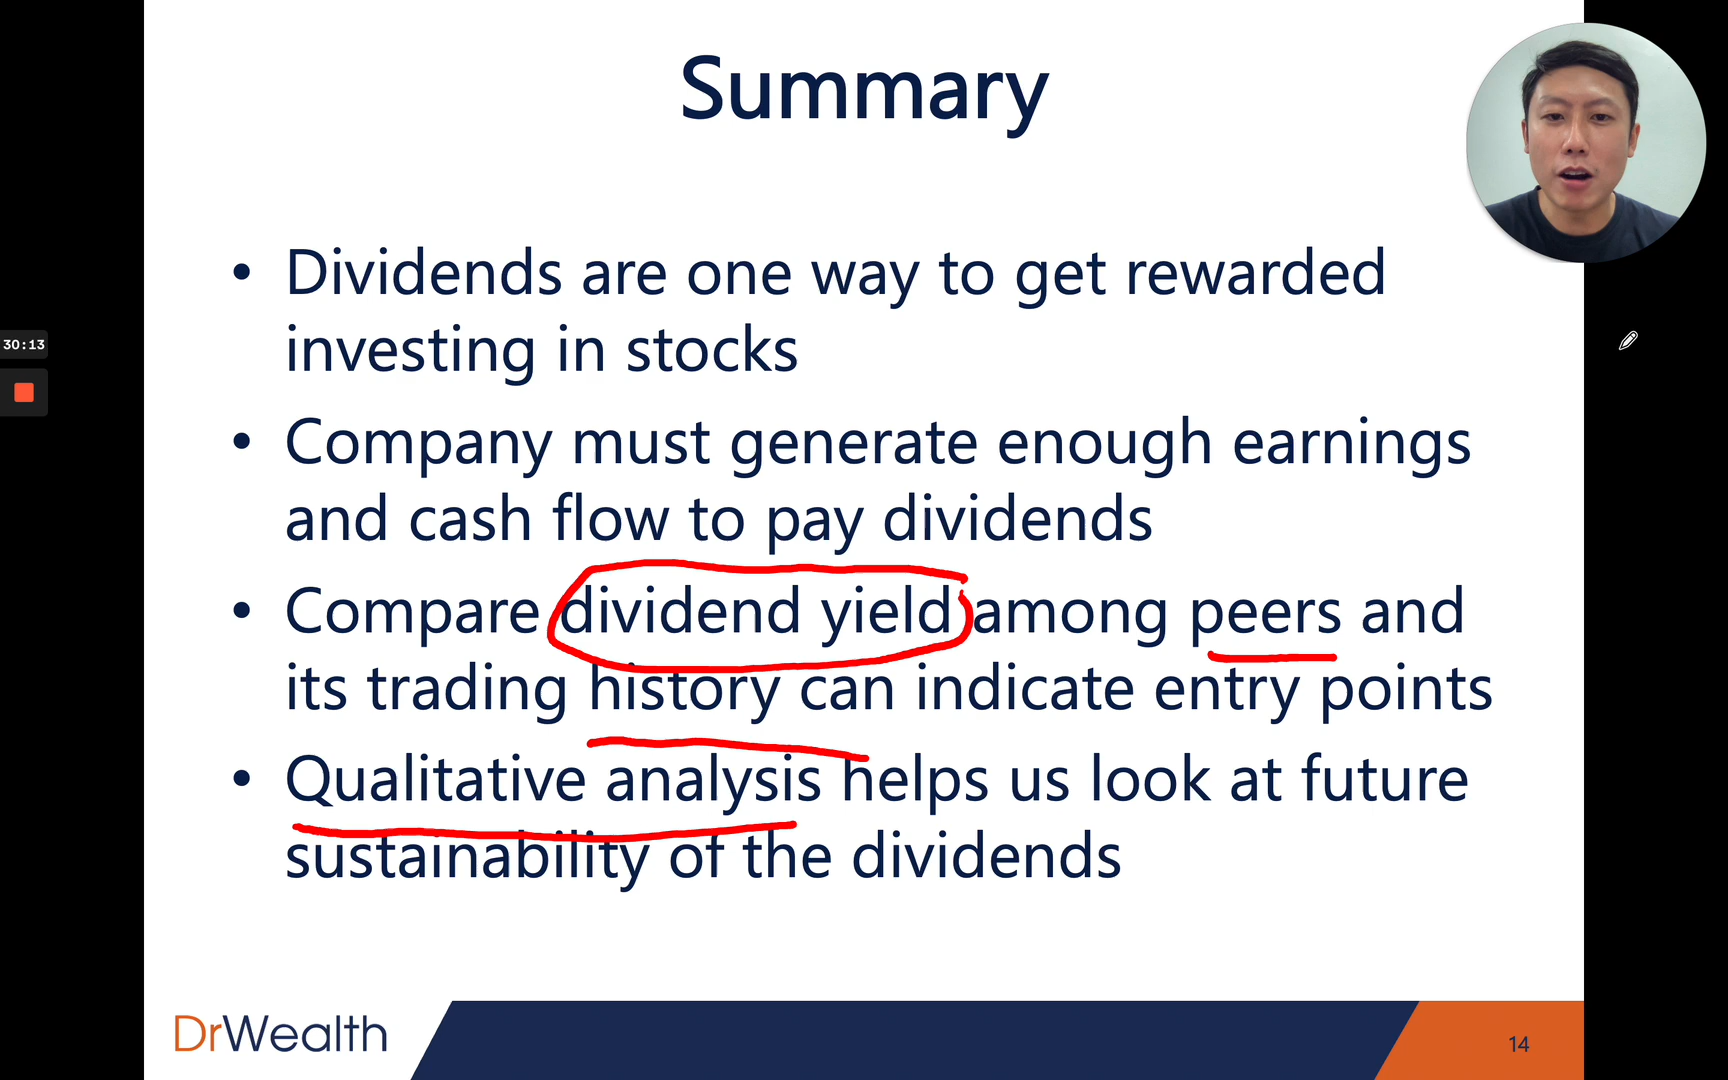 Summary
• Dividends are one way to get rewarded
investing in stocks
30:13
• Company must generate enough earnings
and cash flow to pay dividends
• Compare dividend yield among peers and
its trading history can indicate entry points
• Qualitative analysis helps us look at future
sustainability of the dividends
DrWealth
14